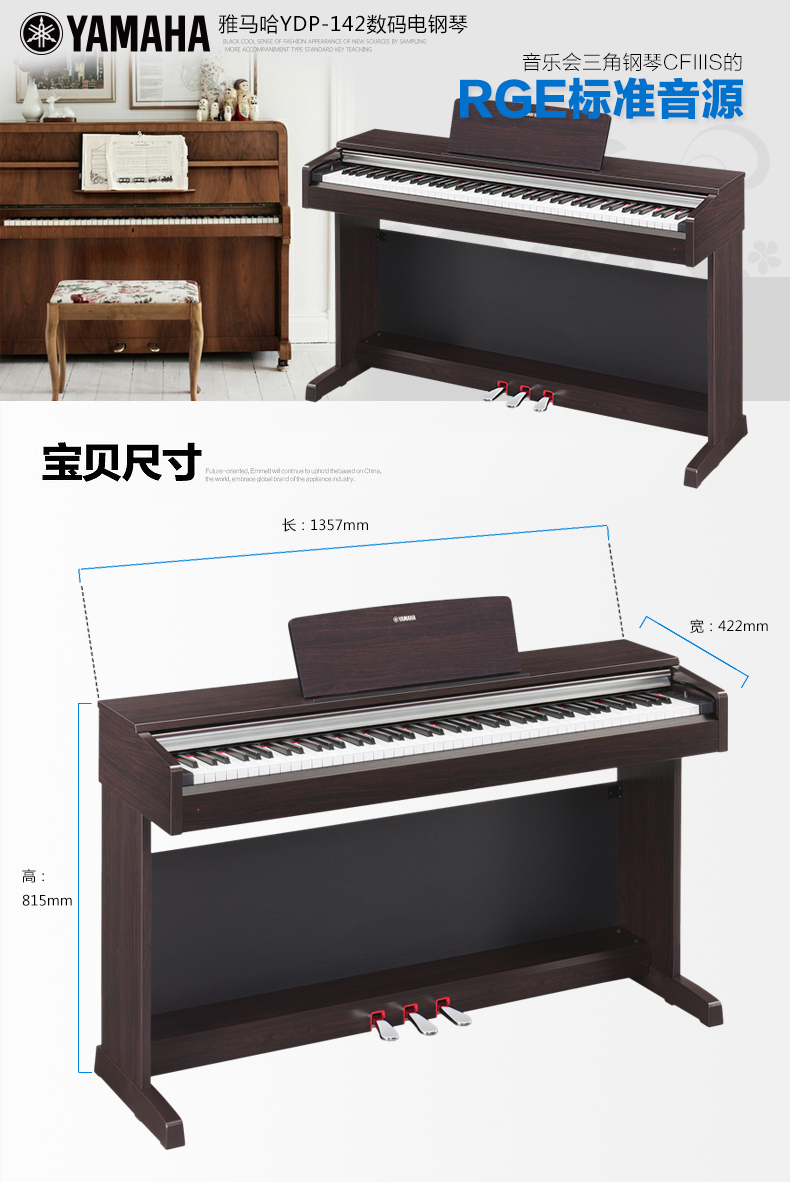 YAMAHA 雅马哈YDP-142数码电钢琴
BLACK COOL SENSE OF FASHION APPEARANCE OF NEW SOURCES BY SAMPLING
MORE ACCOMPANIMENT TYPE STANDARD KEY TEACHING
音乐会三角钢琴CFIIIS的
RGE标准音源
宝贝尺寸
Future-oriented, Emmett will continue to uphold the based on China,
the world, embrace global brand of the appliance industry.
长：1357mm
宽：422mm
YAMAHA
高：
815mm